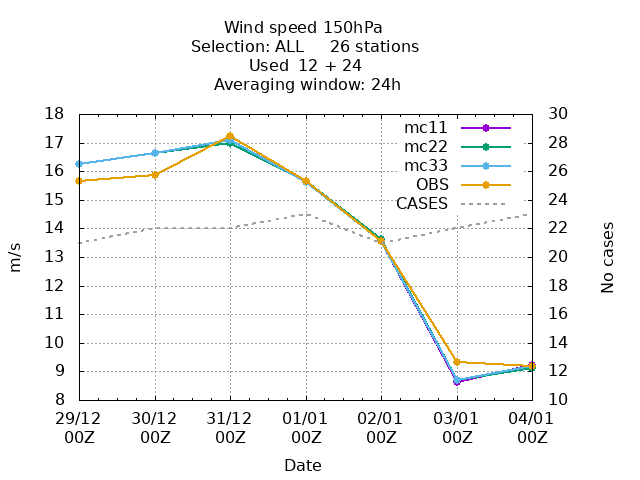 Wind speed 150hPa
Selection: ALL 26 stations
Used 12 + 24
Averaging window: 24h
18 30
17 28
16 26
15 24
14 22
13 20
12 18
11 16
10 14
9 12
8 10
mc11
mc22
mc33
OBS
CASES
m/s
No cases
29/12 30/12 31/12 01/01 02/01 03/01 04/01
00Z 00Z 00Z 00Z 00Z 00Z 00Z
Date